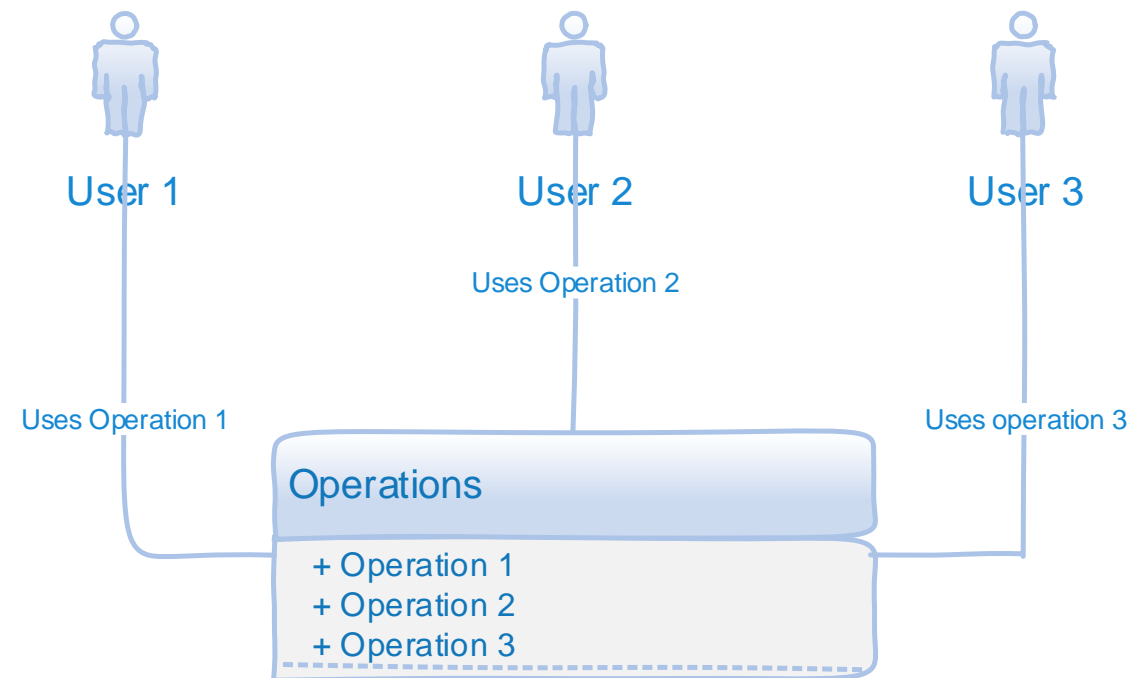 User 1
User 2
User 3
Uses Operation 2
Uses Operation 1
Uses operation 3
Operations
+ Operation 1
+ Operation 2
+ Operation 3